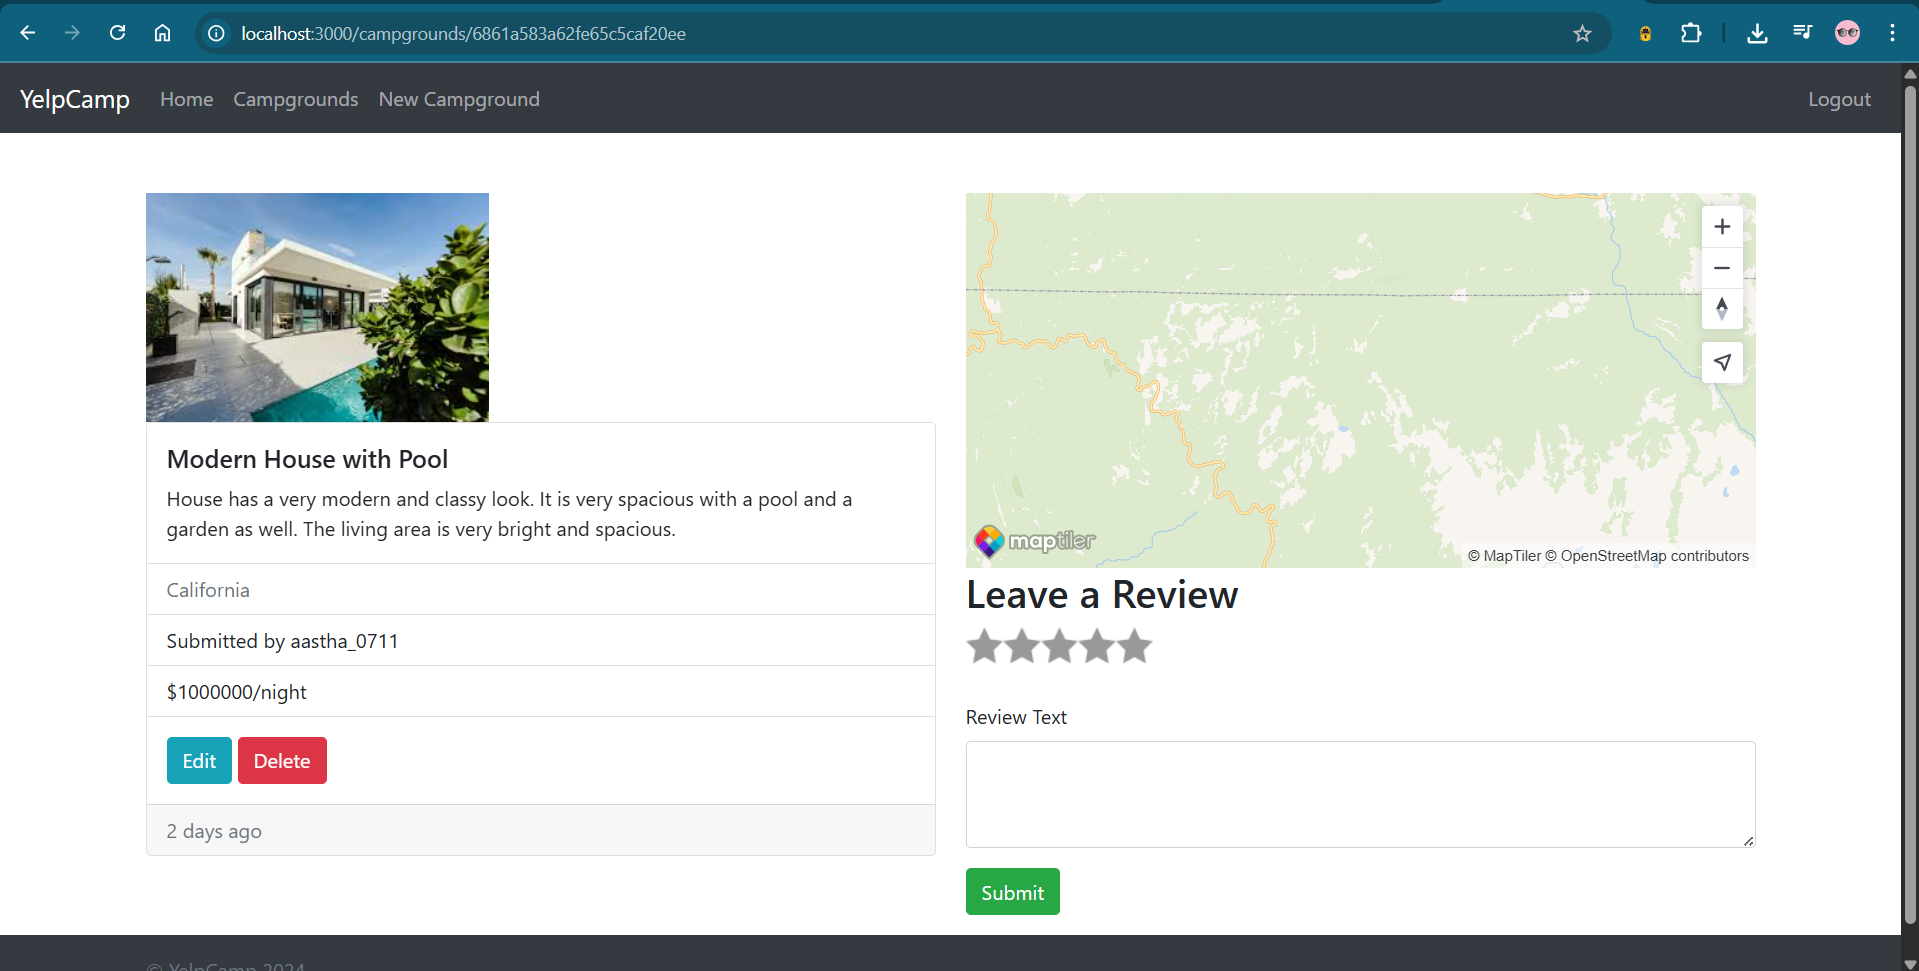 localhost:3000/campgrounds/6861a583a62fe65c5caf20ee
YelpCamp Home Campgrounds New Campground Logout
Modern House with Pool
House has a very modern and classy look. It is very spacious with a pool and a
garden as well. The living area is very bright and spacious.
California
Submitted by aastha_0711
$1000000/night
Edit Delete
2 days ago
maptiler
© MapTiler © OpenStreetMap contributors
Leave a Review
Review Text
Submit
© YelpCamp 2024